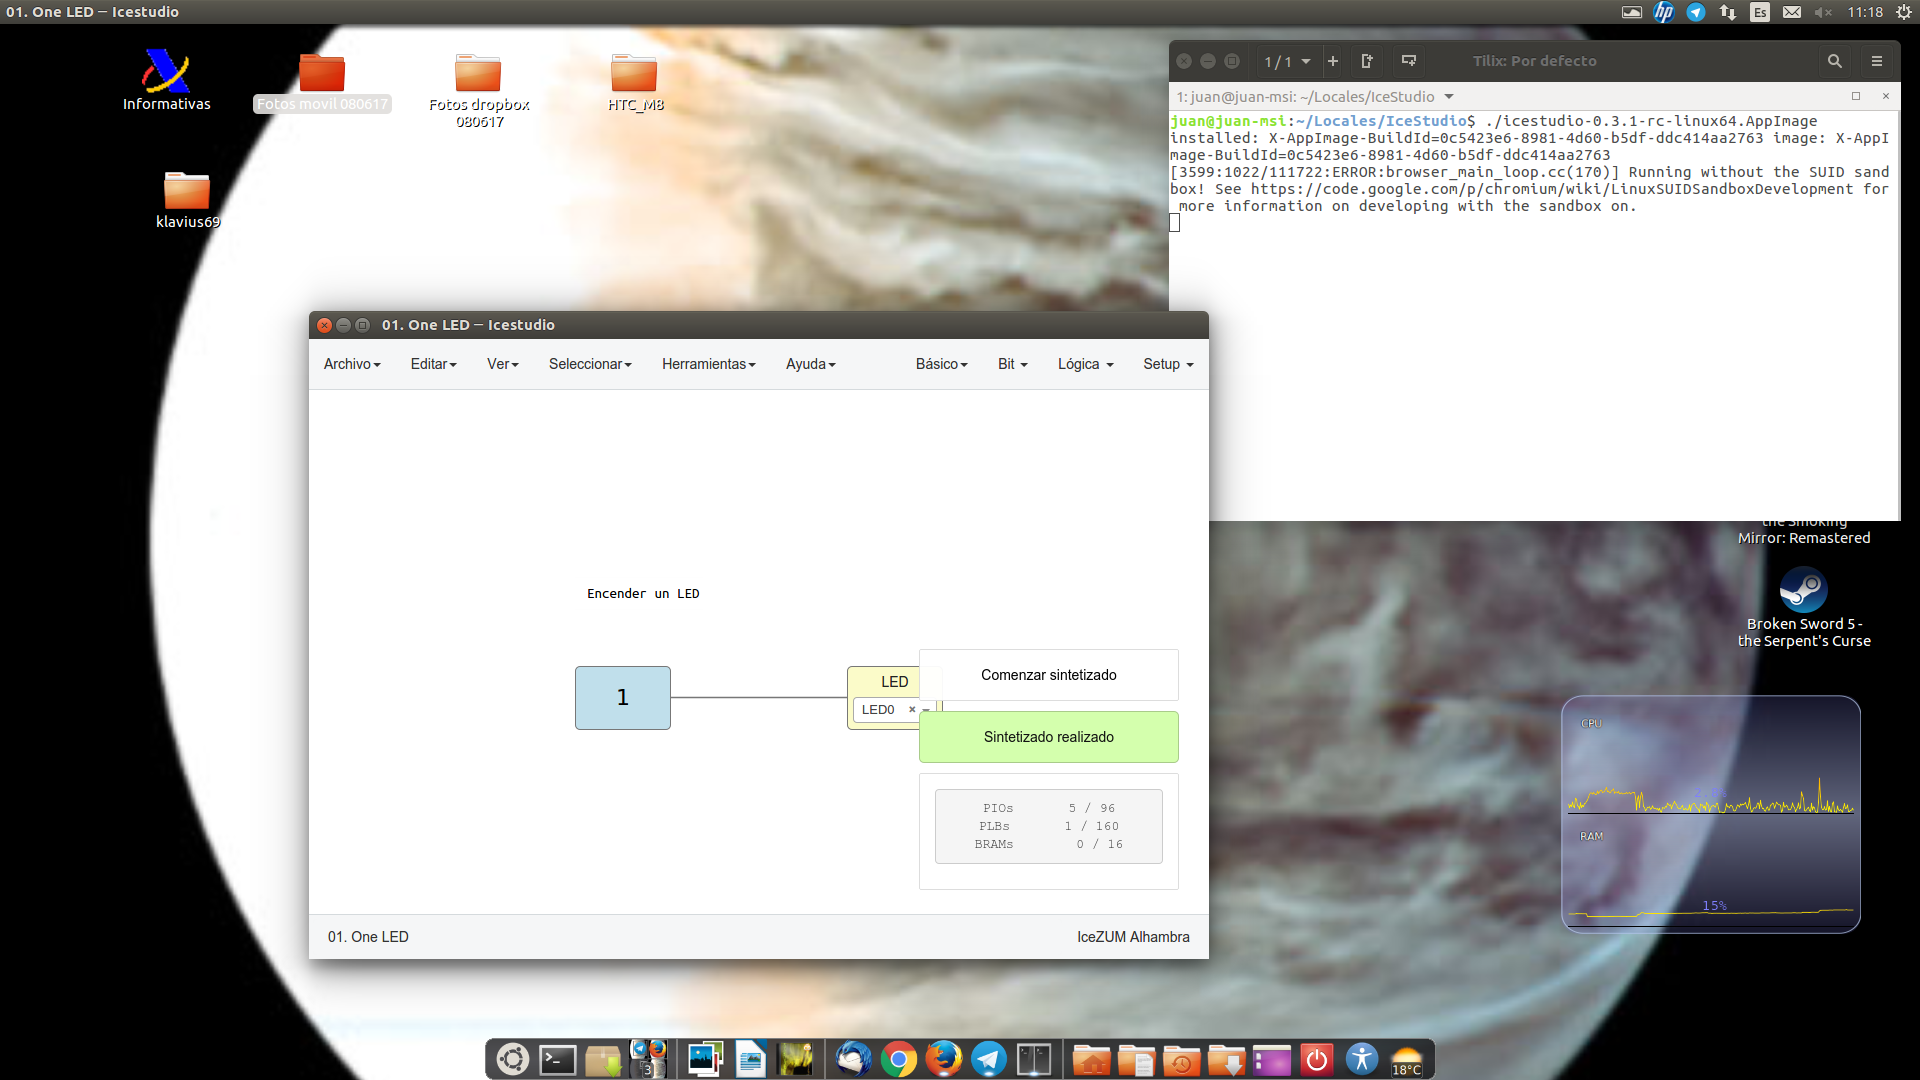 01. One LED — Icestudio
hp
Es
11:18
Informativas
Fotos movil 080617
Fotos dropbox
080617
HTC_M8
klavius69
1 / 1
Tilix: Por defecto
1: juan@juan-msi: ~/Locales/IceStudio
juan@juan-msi:~/Locales/IceStudio$ ./icestudio-0.3.1-rc-linux64.AppImage
installed: X-AppImage-BuildId=0c5423e6-8981-4d60-b5df-ddc414aa2763 image: X-AppI
mage-BuildId=0c5423e6-8981-4d60-b5df-ddc414aa2763
[3599:1022/111722:ERROR:browser_main_loop.cc(170)] Running without the SUID sand
box! See https://code.google.com/p/chromium/wiki/LinuxSUIDSandboxDevelopment for
more information on developing with the sandbox on.
01. One LED — Icestudio
Archivo Editar Ver Seleccionar Herramientas Ayuda Básico Bit Lógica Setup
Encender un LED
1
LED
LED0
Comenzar sintetizado
Sintetizado realizado
PIOs 5 / 96
PLBs 1 / 160
BRAMs 0 / 16
01. One LED
IceZUM Alhambra
the Smoking
Mirror: Remastered
Broken Sword 5 -
the Serpent's Curse
CPU
RAM
15%
3
18°C